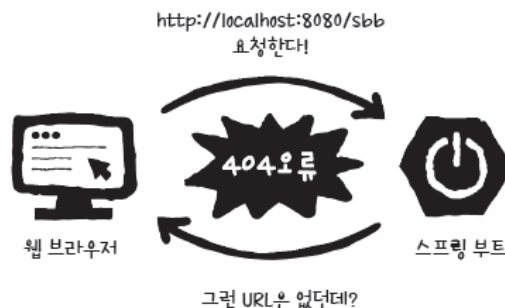 http://localhost:8080/sbb
요청한다!
404오류
웹 브라우저
스프링 부트
그런 URL은 없던데?